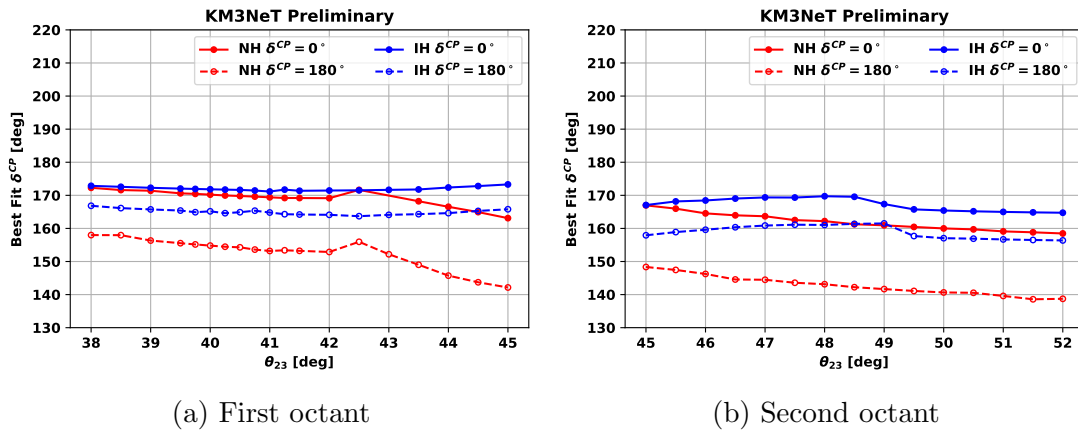 KM3NeT Preliminary
NH δ^CP = 0°
NH δ^CP = 180°
IH δ^CP = 0°
IH δ^CP = 180°
Best Fit δ^CP [deg]
220
210
200
190
180
170
160
150
140
130
38 39 40 41 42 43 44 45
θ₂₃ [deg]
(a) First octant
KM3NeT Preliminary
NH δ^CP = 0°
NH δ^CP = 180°
IH δ^CP = 0°
IH δ^CP = 180°
Best Fit δ^CP [deg]
220
210
200
190
180
170
160
150
140
130
45 46 47 48 49 50 51 52
θ₂₃ [deg]
(b) Second octant